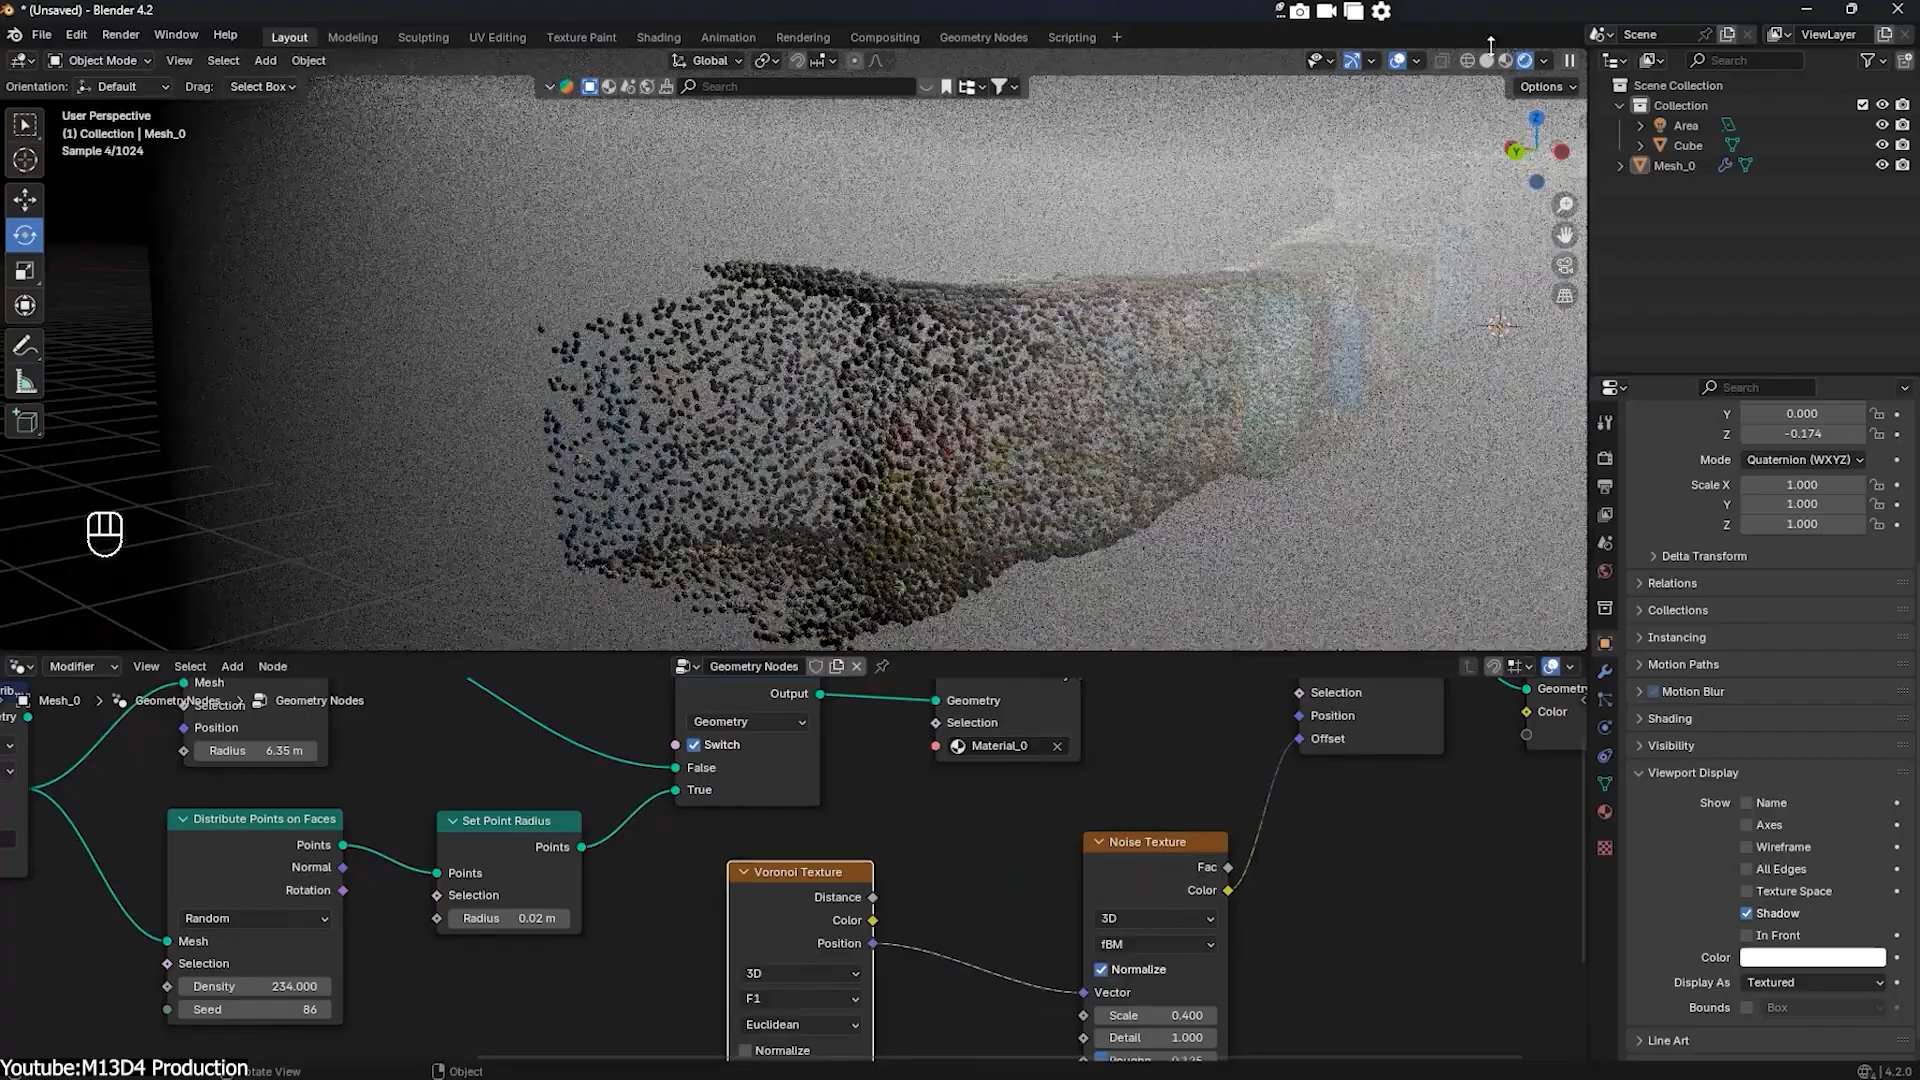 * (Unsaved) - Blender 4.2
File Edit Render Window Help
Layout Modeling Sculpting UV Editing Texture Paint Shading Animation Rendering Compositing Geometry Nodes Scripting +
Scene
ViewLayer
Object Mode View Select Add Object
Global
Search
Orientation: Default Drag: Select Box
Search
Options
User Perspective
(1) Collection | Mesh_0
Sample 4/1024
Z
Y
Scene Collection
Collection
Area
Cube
Mesh_0
Search
Y 0.000
Z -0.174
Mode Quaternion (WXYZ)
Scale X 1.000
Y 1.000
Z 1.000
Delta Transform
Relations
Collections
Instancing
Motion Paths
Motion Blur
Shading
Visibility
Viewport Display
Show Name
Axes
Wireframe
All Edges
Texture Space
Shadow
In Front
Color
Display As Textured
Bounds Box
Line Art
Modifier View Select Add Node
Geometry Nodes
Mesh_0 GeometryNodes Geometry Nodes
Mesh
Selection
Position
Radius 6.35 m
Distribute Points on Faces
Points
Normal
Rotation
Random
Mesh
Selection
Density 234.000
Seed 86
Set Point Radius
Points
Points
Selection
Radius 0.02 m
Output
Geometry
Switch
False
True
Geometry
Selection
Material_0
Voronoi Texture
Distance
Color
Position
3D
F1
Euclidean
Normalize
Noise Texture
Fac
Color
3D
fBM
Normalize
Vector
Scale 0.400
Detail 1.000
Selection
Position
Offset
Geometry
Color
Youtube:M13D4 Production
Rotate View
Object
4.2.0